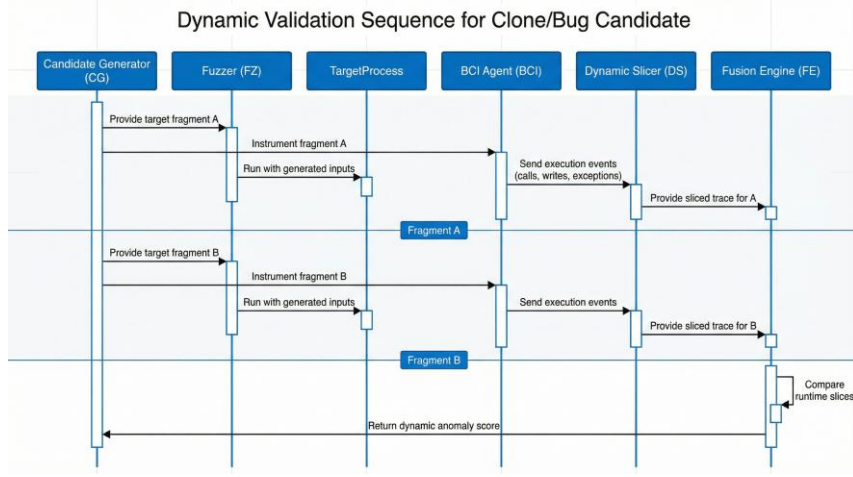 Dynamic Validation Sequence for Clone/Bug Candidate
Candidate Generator
(CG)
Fuzzer (FZ)
TargetProcess
BCI Agent (BCI)
Dynamic Slicer (DS)
Fusion Engine (FE)
Provide target fragment A
Instrument fragment A
Run with generated inputs
Send execution events
(calls, writes, exceptions)
Provide sliced trace for A
Fragment A
Provide target fragment B
Instrument fragment B
Run with generated inputs
Send execution events
Provide sliced trace for B
Fragment B
Compare
runtime slices
Return dynamic anomaly score